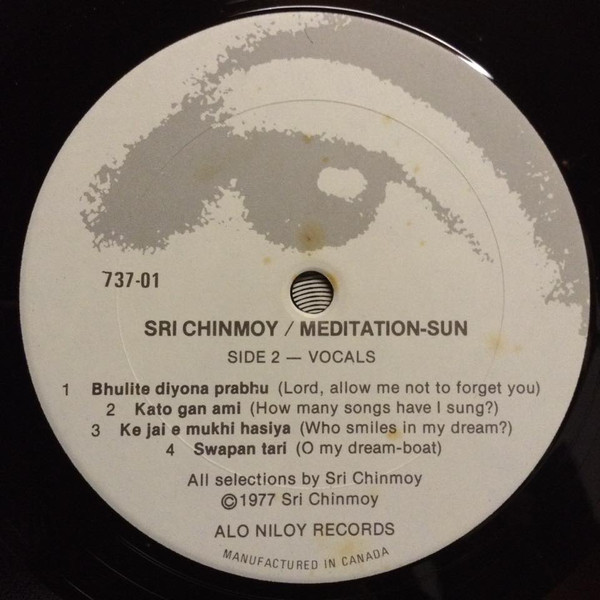 737-01
SRI CHINMOY / MEDITATION-SUN
SIDE 2 — VOCALS
1 Bhulite diyona prabhu (Lord, allow me not to forget you)
2 Kato gan ami (How many songs have I sung?)
3 Ke jai e mukhi hasiya (Who smiles in my dream?)
4 Swapan tari (O my dream-boat)
All selections by Sri Chinmoy
©1977 Sri Chinmoy
ALO NILOY RECORDS
MANUFACTURED IN CANADA